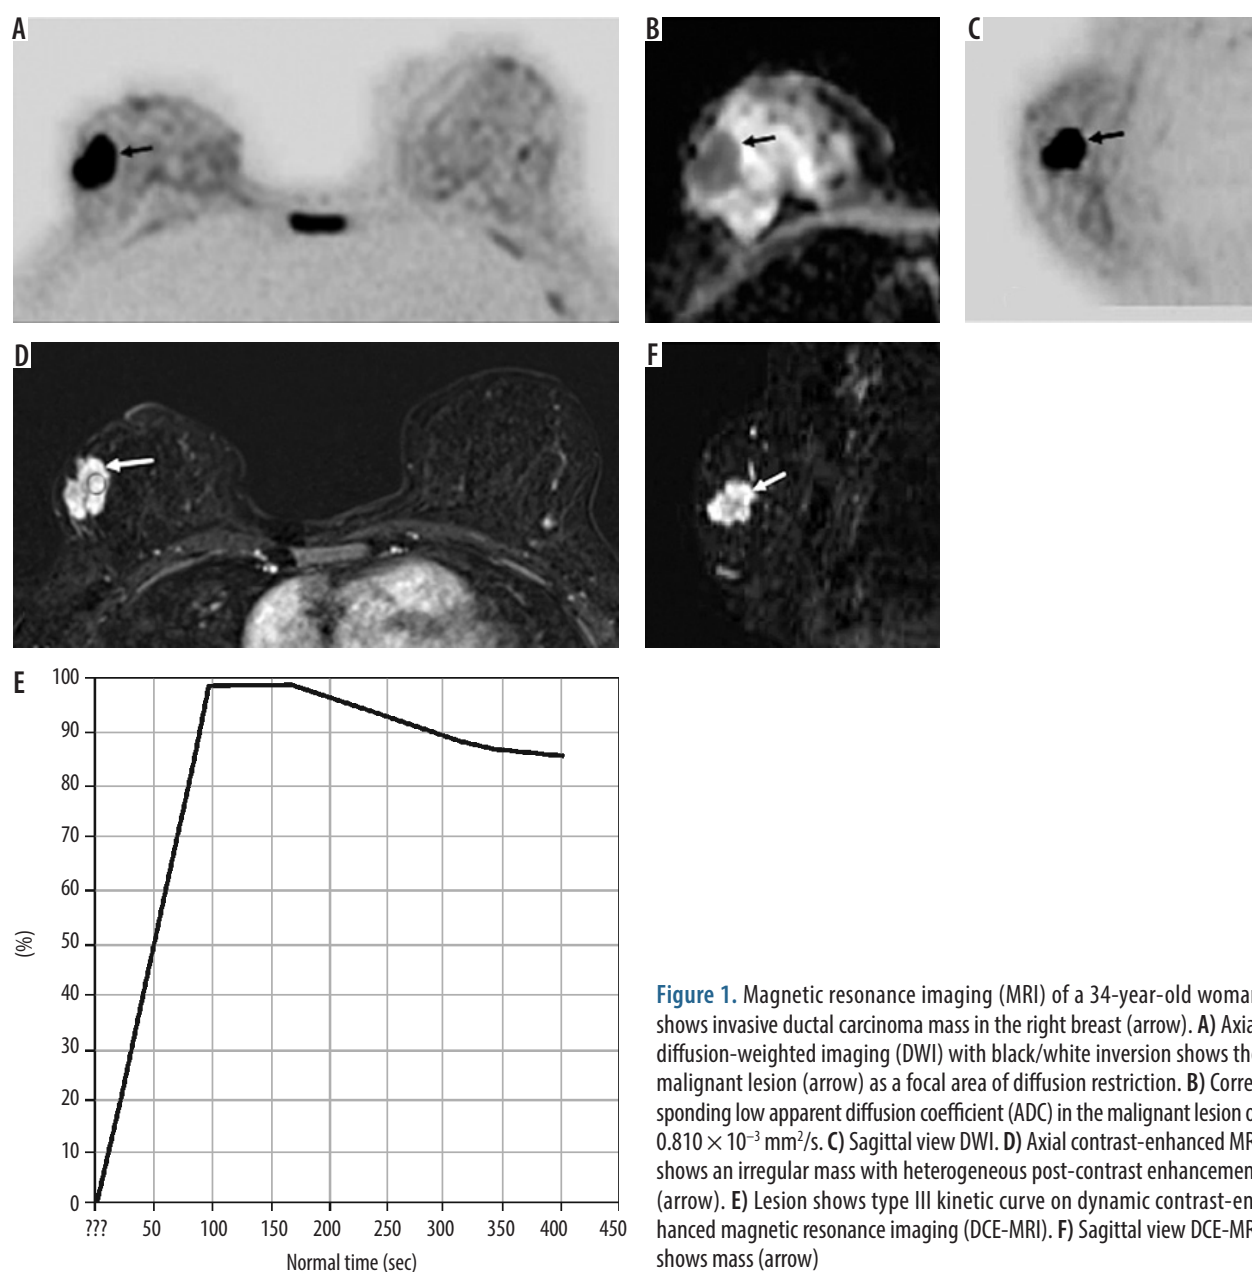 A
B
C
D
F
E
100
90
80
70
60
50
40
30
20
10
0
(%)
??? 50 100 150 200 250 300 350 400 450
Normal time (sec)
Figure 1. Magnetic resonance imaging (MRI) of a 34-year-old woman
shows invasive ductal carcinoma mass in the right breast (arrow). A) Axia
diffusion-weighted imaging (DWI) with black/white inversion shows the
malignant lesion (arrow) as a focal area of diffusion restriction. B) Corre
sponding low apparent diffusion coefficient (ADC) in the malignant lesion o
0.810 × 10⁻³ mm²/s. C) Sagittal view DWI. D) Axial contrast-enhanced MR
shows an irregular mass with heterogeneous post-contrast enhancement
(arrow). E) Lesion shows type III kinetic curve on dynamic contrast-en
hanced magnetic resonance imaging (DCE-MRI). F) Sagittal view DCE-MR
shows mass (arrow)